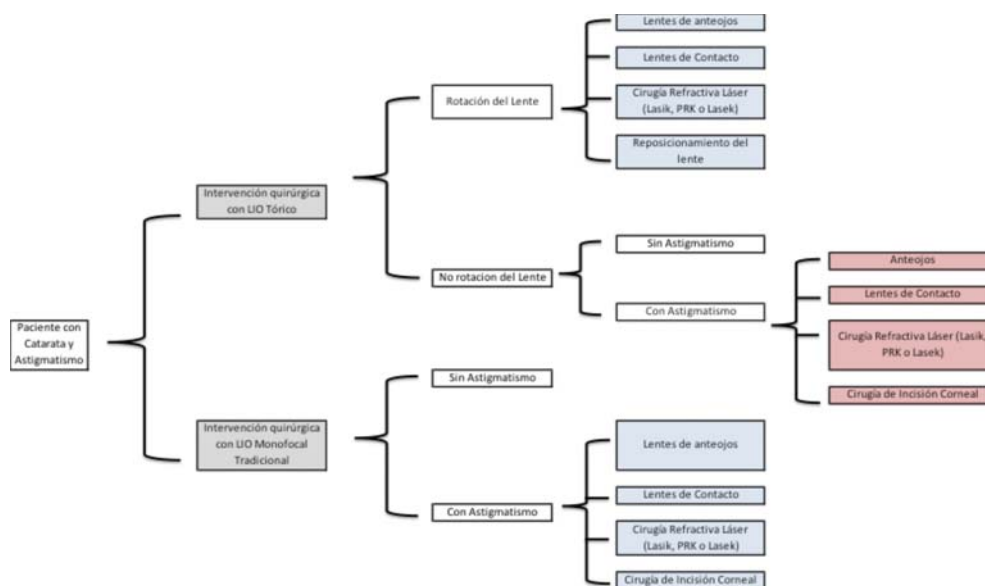 Paciente con
Catarata y
Astigmatismo
Intervención quirúrgica
con LIO Tórico
Rotación del Lente
Lentes de anteojos
Lentes de Contacto
Cirugía Refractiva Láser
(Lasik, PRK o Lasek)
Reposicionamiento del
lente
No rotacion del Lente
Sin Astigmatismo
Con Astigmatismo
Anteojos
Lentes de Contacto
Cirugía Refractiva Láser (Lasik,
PRK o Lasek)
Cirugía de Incisión Corneal
Intervención quirúrgica
con LIO Monofocal
Tradicional
Sin Astigmatismo
Con Astigmatismo
Lentes de anteojos
Lentes de Contacto
Cirugía Refractiva Láser
(Lasik, PRK o Lasek)
Cirugía de Incisión Corneal